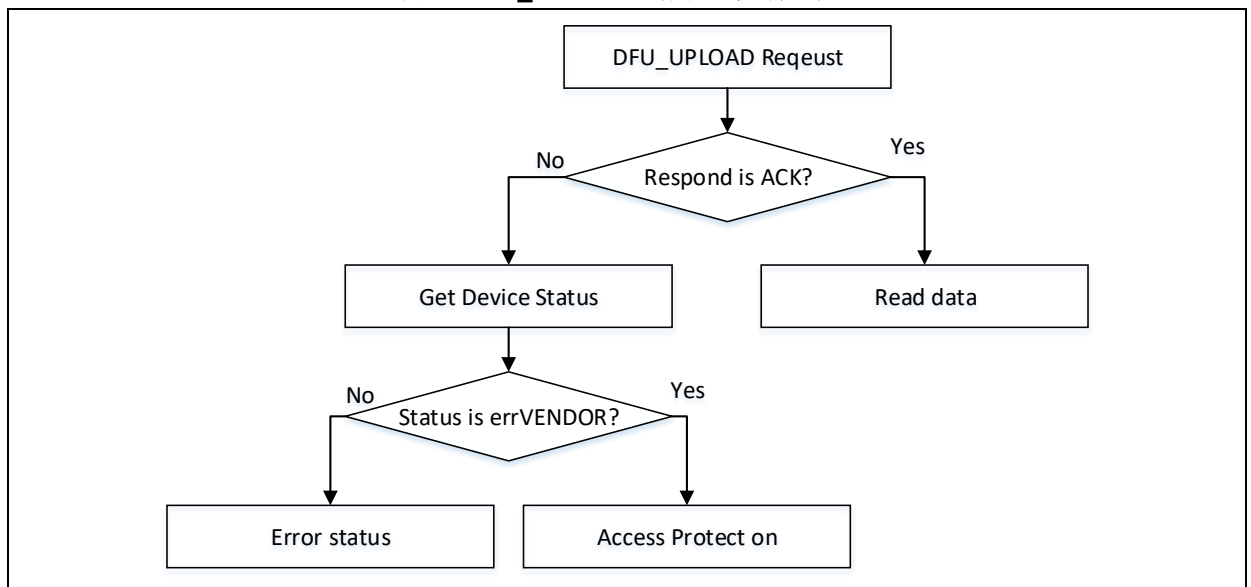 DFU_UPLOAD Reqeust
No
Yes
Respond is ACK?
Get Device Status
Read data
No
Yes
Status is errVENDOR?
Error status
Access Protect on